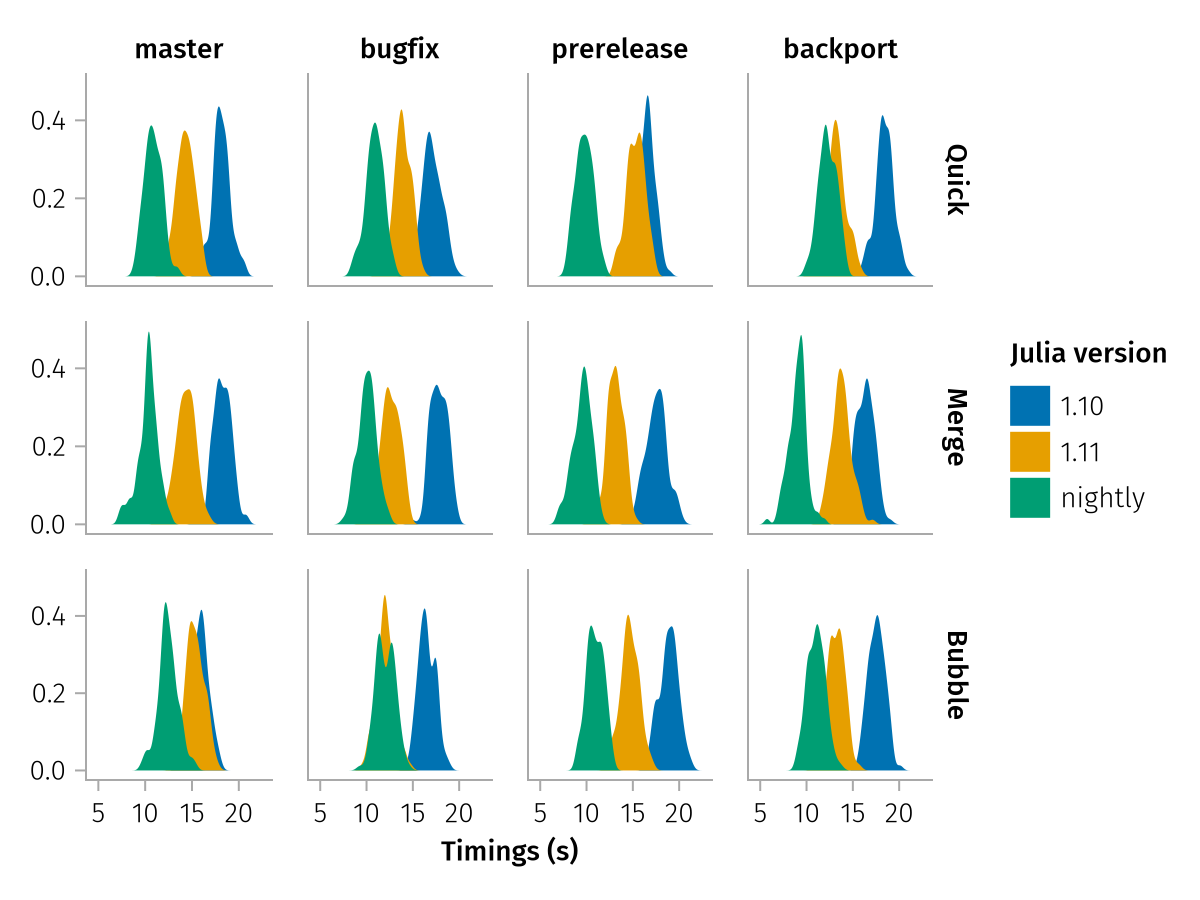 master bugfix prerelease backport
0.4
0.2
0.0
Quick
0.4
0.2
0.0
Merge
Julia version
1.10
1.11
nightly
0.4
0.2
0.0
Bubble
5 10 15 20 5 10 15 20 5 10 15 20 5 10 15 20
Timings (s)